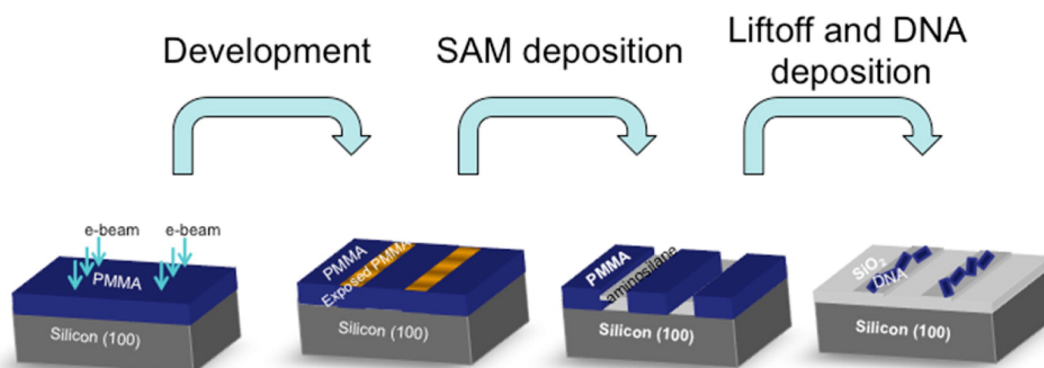 Development
SAM deposition
Liftoff and DNA
deposition
e-beam
e-beam
PMMA
Silicon (100)
PMMA
Exposed PMMA
Silicon (100)
PMMA
aminosilane
Silicon (100)
SiO₂
DNA
Silicon (100)